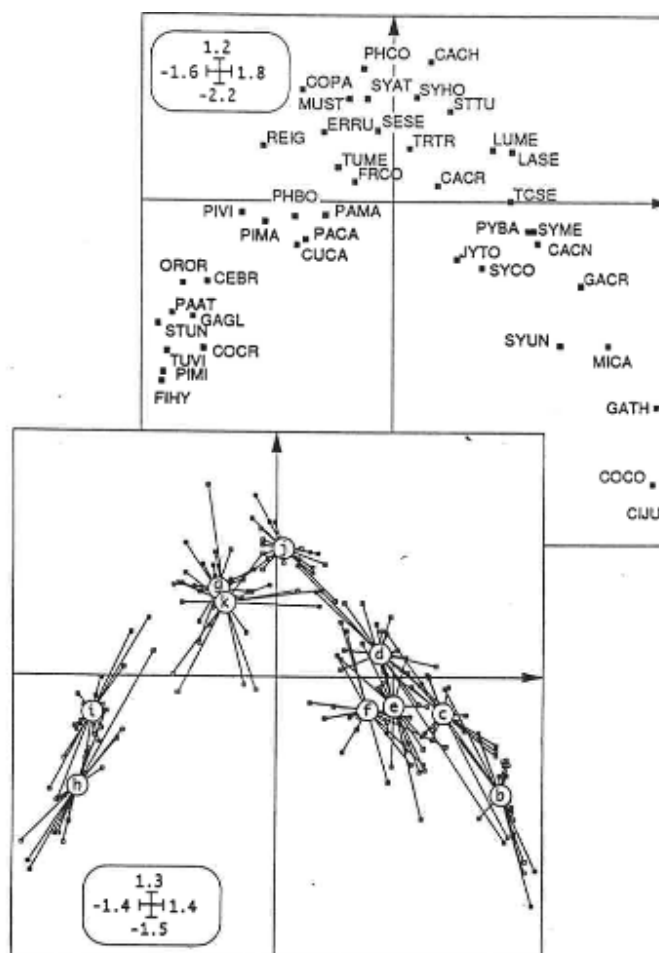 1.2
-1.6 1.8
-2.2
PHCO CACH
COPA SYAT SYHO
MUST STTU
ERRU SESE
REIG TRTR LUME
LASE
TUME
FRCO CACR
TCSE
PHBO
PIVI PAMA
PIMA PACA PYBA SYME
CUCA JYTO CACN
OROR CEBR SYCO GACR
PAAT
GAGL
STUN
TUVI COCR SYUN MICA
PIMI
FIHY GATH
COCO
CIJU
j
g
k
d
i f e c
h b
1.3
-1.4 1.4
-1.5